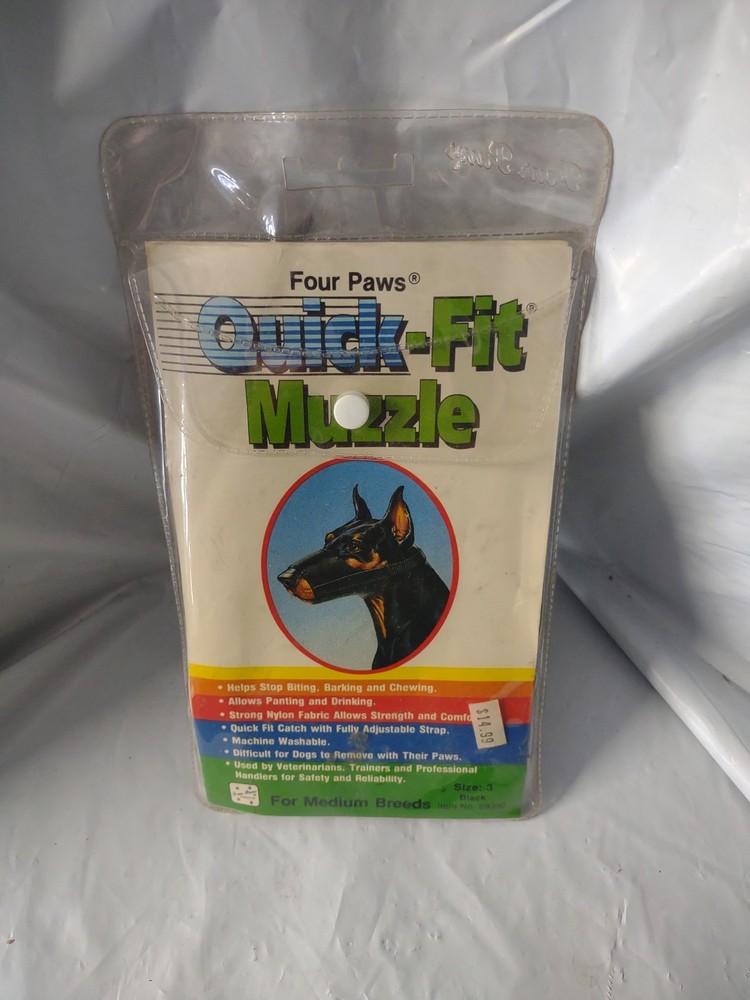 Four Paws®
Quick-Fit®
Muzzle
• Helps Stop Biting, Barking and Chewing.
• Allows Panting and Drinking.
• Strong Nylon Fabric Allows Strength and Comfo
• Quick Fit Catch with Fully Adjustable Strap.
• Machine Washable.
• Difficult for Dogs to Remove with Their Paws.
• Used by Veterinarians, Trainers and Professional
Handlers for Safety and Reliability.
$14.99
For Medium Breeds
Size: 3
Black
Item No.